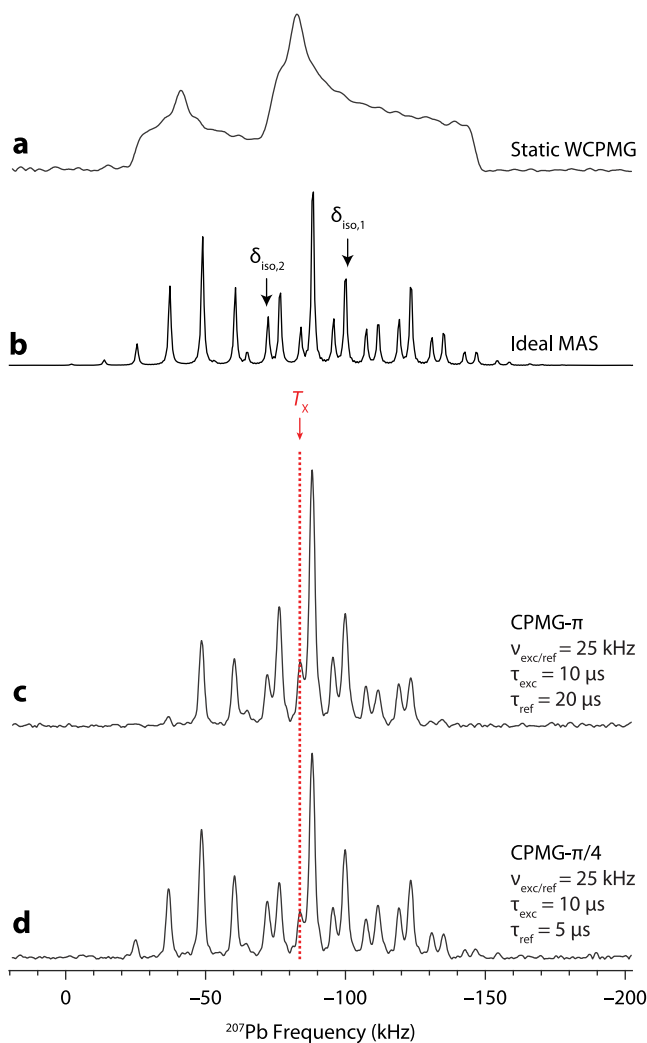 a
Static WCPMG
δiso,2
δiso,1
b
Ideal MAS
Tx
CPMG-π
νexc/ref = 25 kHz
τexc = 10 μs
τref = 20 μs
c
CPMG-π/4
νexc/ref = 25 kHz
τexc = 10 μs
τref = 5 μs
d
0 −50 −100 −150 −200
²⁰⁷Pb Frequency (kHz)